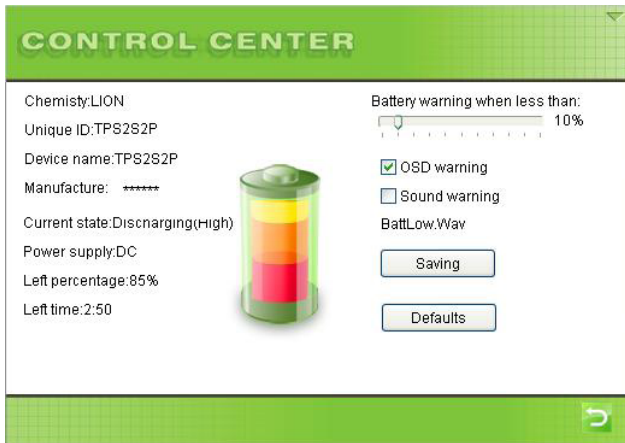 CONTROL CENTER
Chemisty:LION
Unique ID:TPS2S2P
Device name:TPS2S2P
Manufacture: ******
Current state:Discharging(High)
Power supply:DC
Left percentage:85%
Left time:2:50
Battery warning when less than:
10%
OSD warning
Sound warning
BattLow.Wav
Saving
Defaults